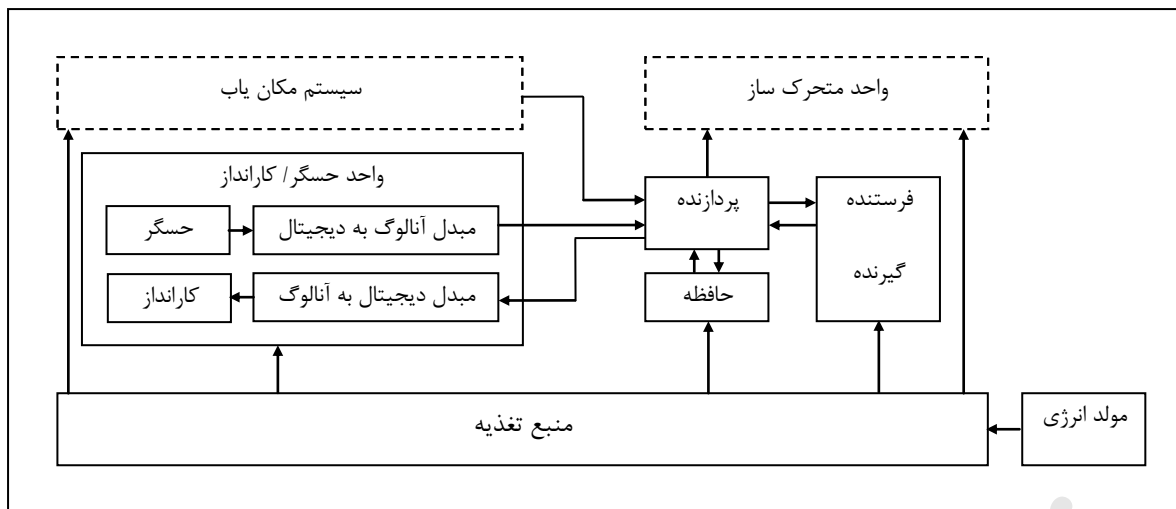 واحد متحرک ساز
سیستم مکان یاب
واحد حسگر/ کارانداز
حسگر
مبدل آنالوگ به دیجیتال
کارانداز
مبدل دیجیتال به آنالوگ
پردازنده
حافظه
فرستنده
گیرنده
منبع تغذیه
مولد انرژی